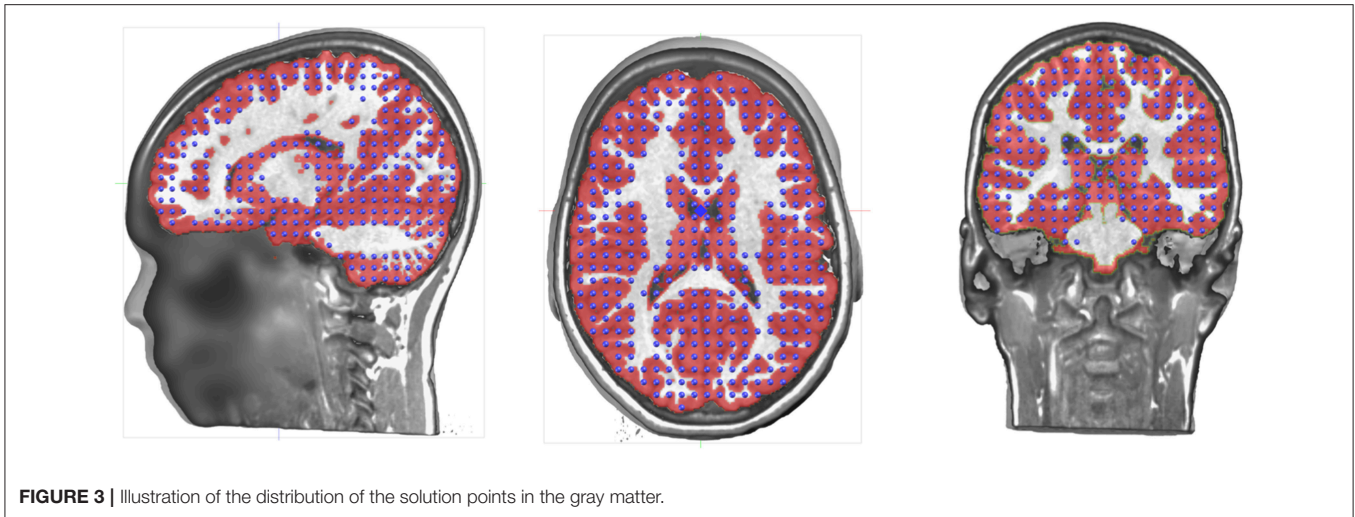 FIGURE 3 | Illustration of the distribution of the solution points in the gray matter.